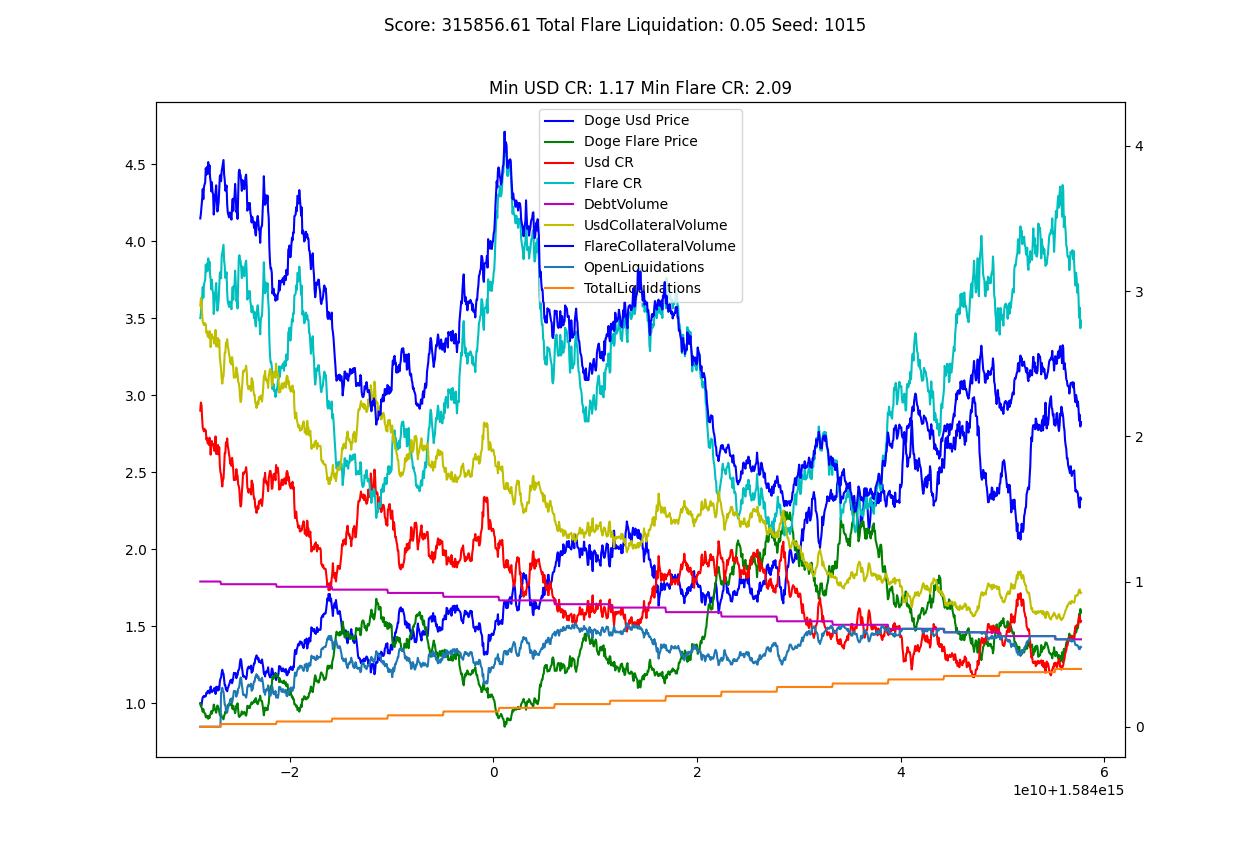 Score: 315856.61 Total Flare Liquidation: 0.05 Seed: 1015
Min USD CR: 1.17 Min Flare CR: 2.09
Doge Usd Price
Doge Flare Price
Usd CR
Flare CR
DebtVolume
UsdCollateralVolume
FlareCollateralVolume
OpenLiquidations
TotalLiquidations
4.5
4.0
3.5
3.0
2.5
2.0
1.5
1.0
4
3
2
1
0
−2
0
2
4
6
1e10+1.584e15